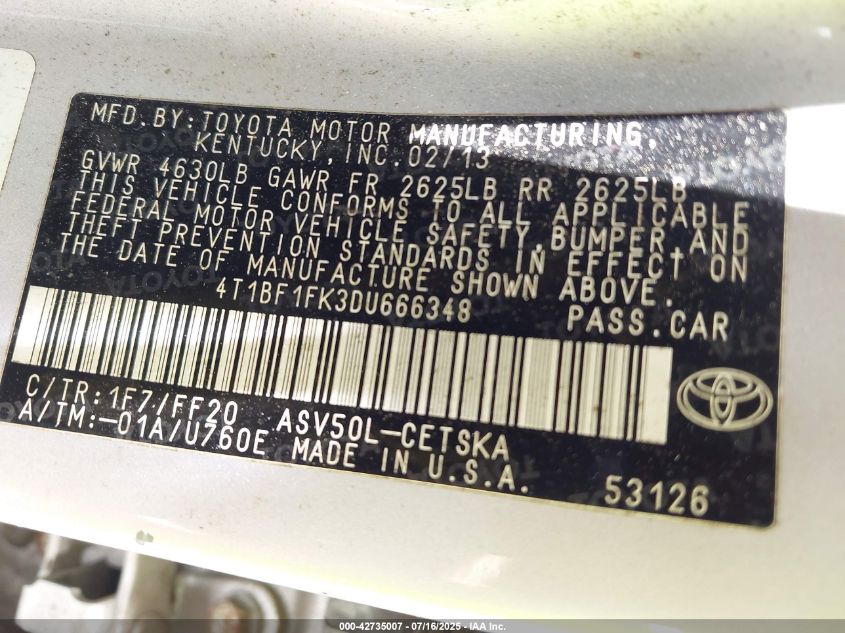 MFD. BY: TOYOTA MOTOR MANUFACTURING,
KENTUCKY, INC. 02/13
GVWR 4630LB GAWR FR 2625LB RR 2625LB
THIS VEHICLE CONFORMS TO ALL APPLICABLE
FEDERAL MOTOR VEHICLE SAFETY, BUMPER AND
THEFT PREVENTION STANDARDS IN EFFECT ON
THE DATE OF MANUFACTURE SHOWN ABOVE.
4T1BF1FK3DU666348 PASS. CAR
C/TR: 1F7/FF20 ASV50L-CETSKA
A/TM:-01A/U760E MADE IN U.S.A. 53126
000-42735007 - 07/16/2025 - IAA Inc.